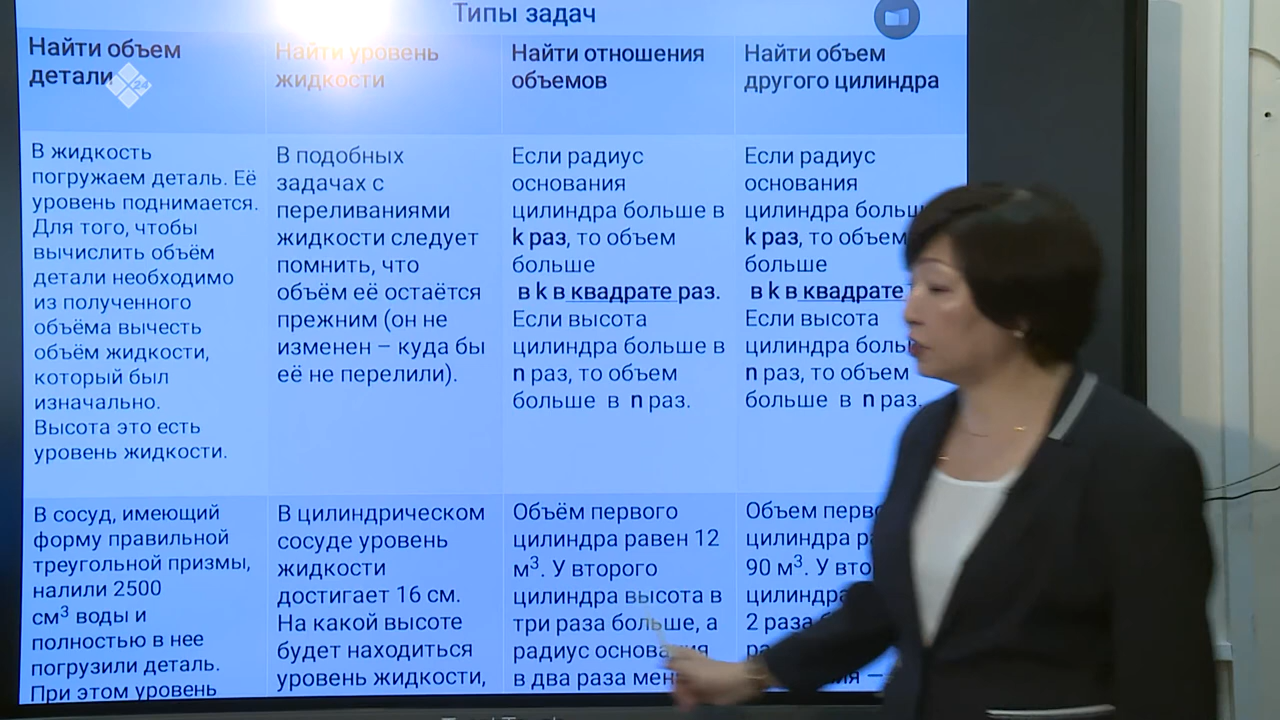 Типы задач
Найти объем
детали
Найти уровень
жидкости
Найти отношения
объемов
Найти объем
другого цилиндра
В жидкость
погружаем деталь. Её
уровень поднимается.
Для того, чтобы
вычислить объём
детали необходимо
из полученного
объёма вычесть
объём жидкости,
который был
изначально.
Высота это есть
уровень жидкости.
В подобных
задачах с
переливаниями
жидкости следует
помнить, что
объём её остаётся
прежним (он не
изменен – куда бы
её не перелили).
Если радиус
основания
цилиндра больше в
k раз, то объем
больше
в k в квадрате раз.
Если высота
цилиндра больше в
n раз, то объем
больше в n раз.
Если радиус
основания
цилиндра
k раз, то объем
больше
в k в квадрате
Если высота
цилиндра
n раз, то объем
больше в n раз.
В сосуд, имеющий
форму правильной
треугольной призмы,
налили 2500
см³ воды и
полностью в нее
погрузили деталь.
При этом уровень
В цилиндрическом
сосуде уровень
жидкости
достигает 16 см.
На какой высоте
будет находиться
уровень жидкости,
Объём первого
цилиндра равен 12
м³. У второго
цилиндра высота в
три раза больше, а
радиус основания
в два раза
Объем
цилиндра
90 м³. У
цилиндра
2 раза
24